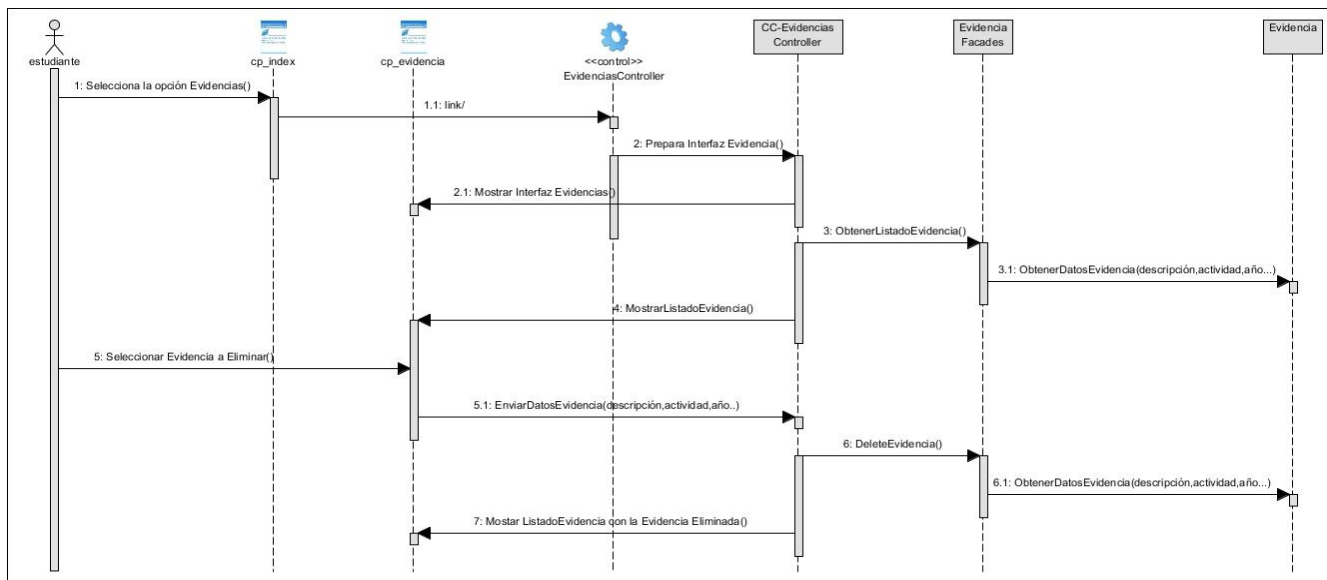 estudiante
cp_index
cp_evidencia
<<control>>
EvidenciasController
CC-Evidencias
Controller
Evidencia
Facades
Evidencia
1: Selecciona la opción Evidencias()
1.1: link/
2: Prepara Interfaz Evidencia()
2.1: Mostrar Interfaz Evidencias()
3: ObtenerListadoEvidencia()
3.1: ObtenerDatosEvidencia(descripción,actividad,año...)
4: MostrarListadoEvidencia()
5: Seleccionar Evidencia a Eliminar()
5.1: EnviarDatosEvidencia(descripción,actividad,año..)
6: DeleteEvidencia()
6.1: ObtenerDatosEvidencia(descripción,actividad,año...)
7: Mostar ListadoEvidencia con la Evidencia Eliminada()